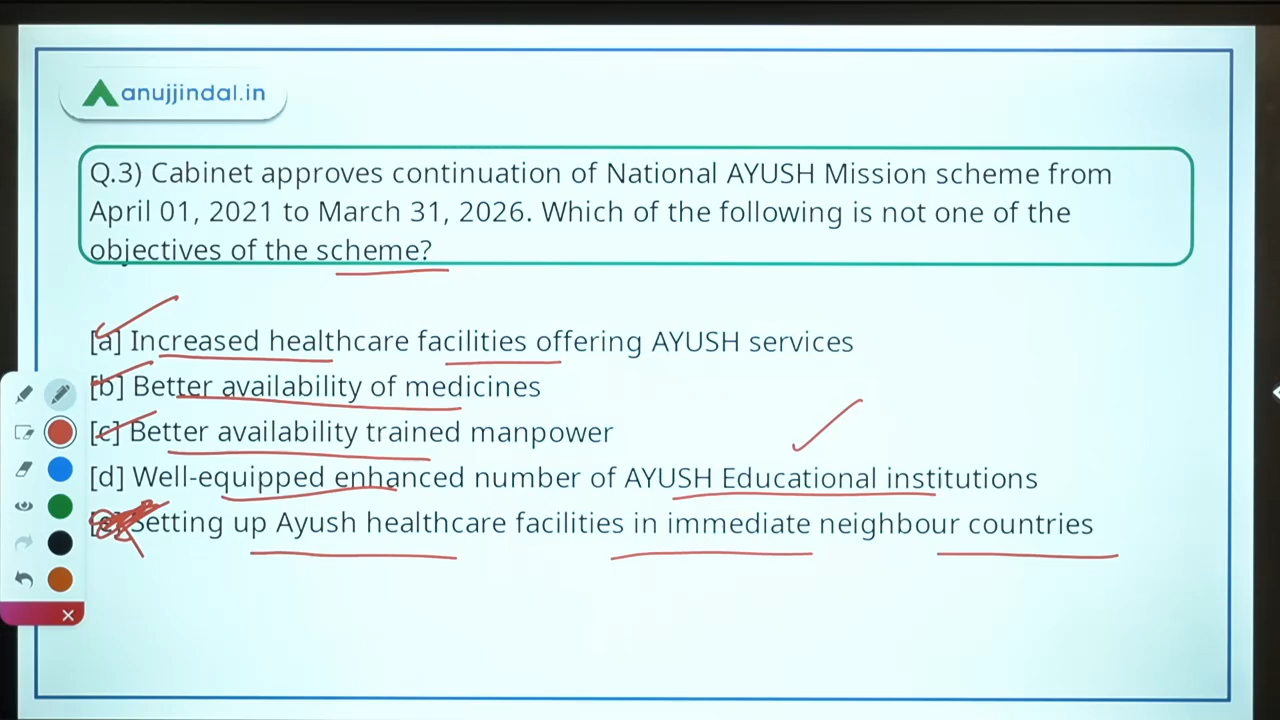 anujjindal.in
Q.3) Cabinet approves continuation of National AYUSH Mission scheme from
April 01, 2021 to March 31, 2026. Which of the following is not one of the
objectives of the scheme?
[a] Increased healthcare facilities offering AYUSH services
[b] Better availability of medicines
[c] Better availability trained manpower
[d] Well-equipped enhanced number of AYUSH Educational institutions
[e] Setting up Ayush healthcare facilities in immediate neighbour countries